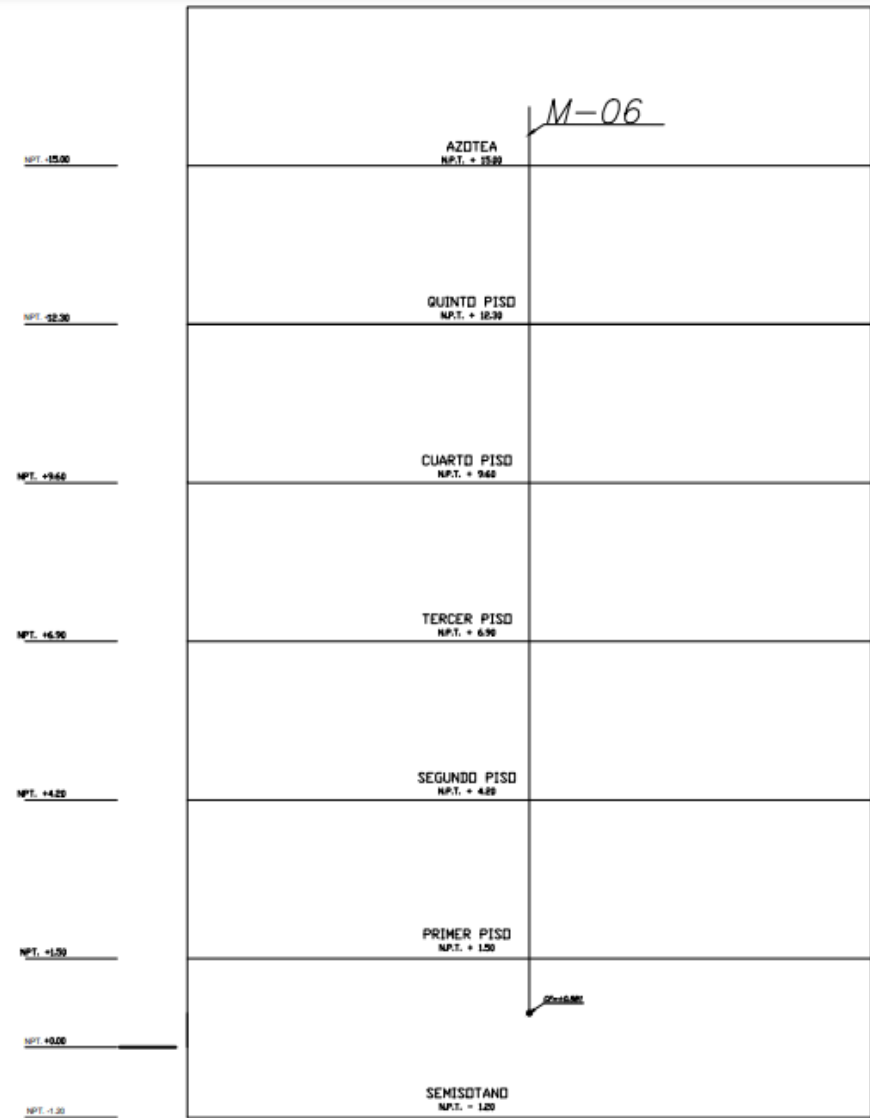 M-06
AZOTEA
N.P.T. + 15.00
NPT. +15.00
QUINTO PISO
N.P.T. + 12.30
NPT. +12.30
CUARTO PISO
N.P.T. + 9.60
NPT. +9.60
TERCER PISO
N.P.T. + 6.90
NPT. +6.90
SEGUNDO PISO
N.P.T. + 4.20
NPT. +4.20
PRIMER PISO
N.P.T. + 1.50
NPT. +1.50
NPT. +0.00
SEMISOTANO
N.P.T. - 1.20
NPT. -1.20